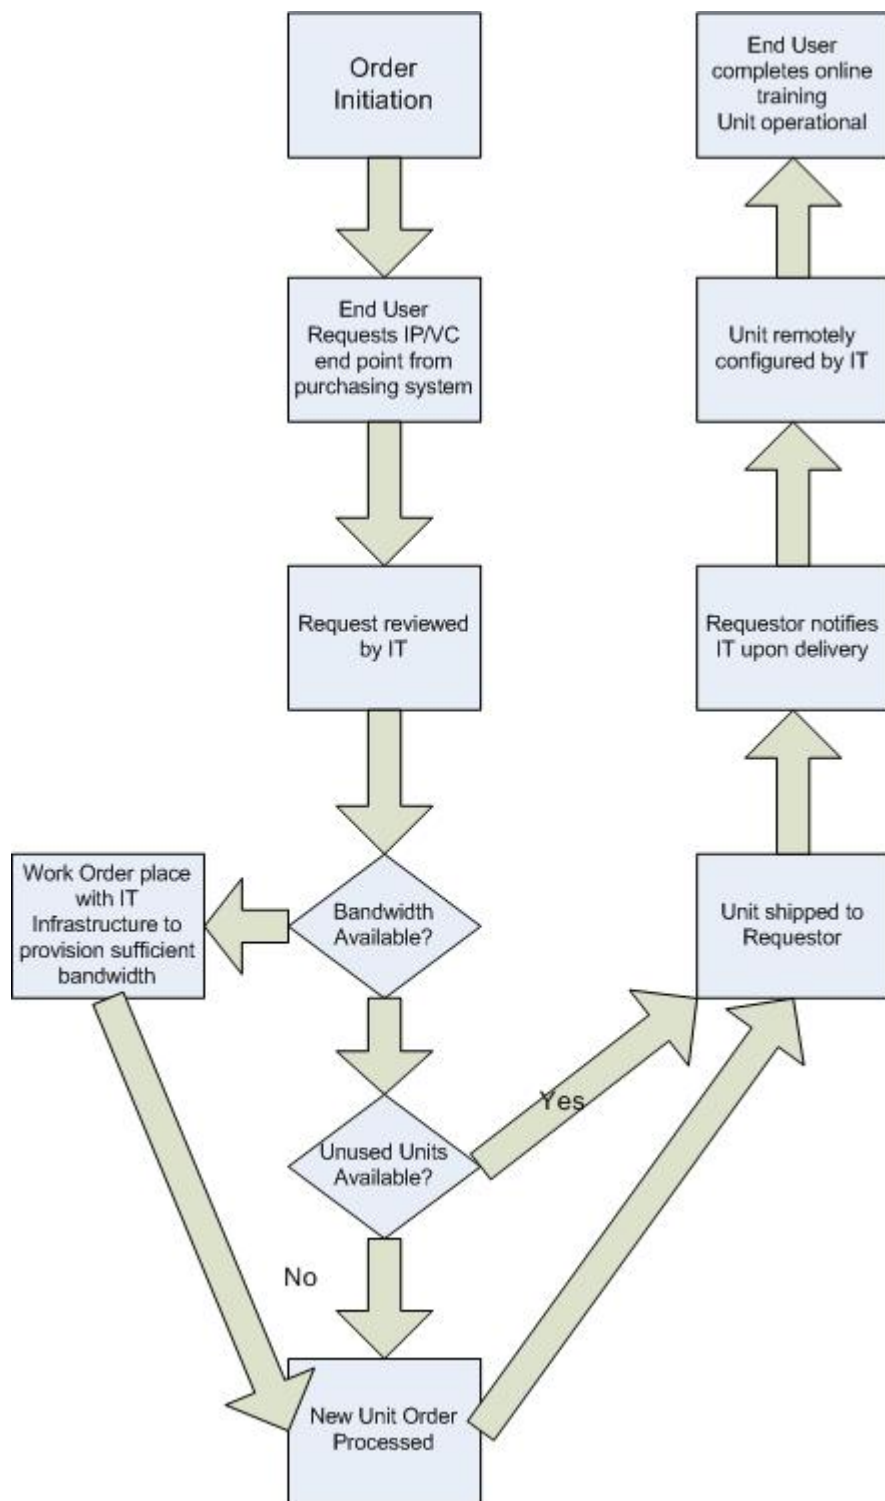 Order
Initiation
End User
Requests IP/VC
end point from
purchasing system
Request reviewed
by IT
Bandwidth
Available?
Work Order place
with IT
Infrastructure to
provision sufficient
bandwidth
Unused Units
Available?
Yes
No
New Unit Order
Processed
Unit shipped to
Requestor
Requestor notifies
IT upon delivery
Unit remotely
configured by IT
End User
completes online
training
Unit operational